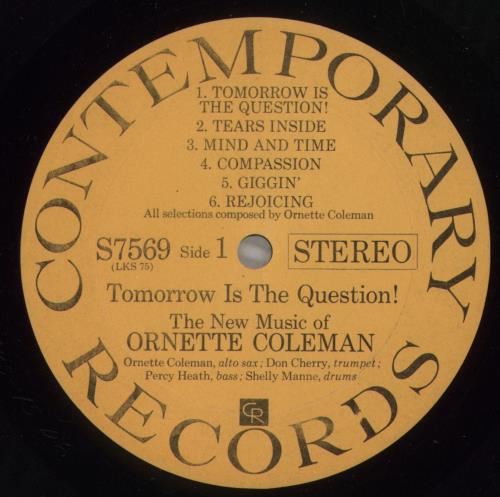 CONTEMPORARY
1. TOMORROW IS
THE QUESTION!
2. TEARS INSIDE
3. MIND AND TIME
4. COMPASSION
5. GIGGIN'
6. REJOICING
All selections composed by Ornette Coleman
S7569 Side 1 STEREO
(LKS 75)
Tomorrow Is The Question!
The New Music of
ORNETTE COLEMAN
Ornette Coleman, alto sax; Don Cherry, trumpet;
Percy Heath, bass; Shelly Manne, drums
CR
RECORDS